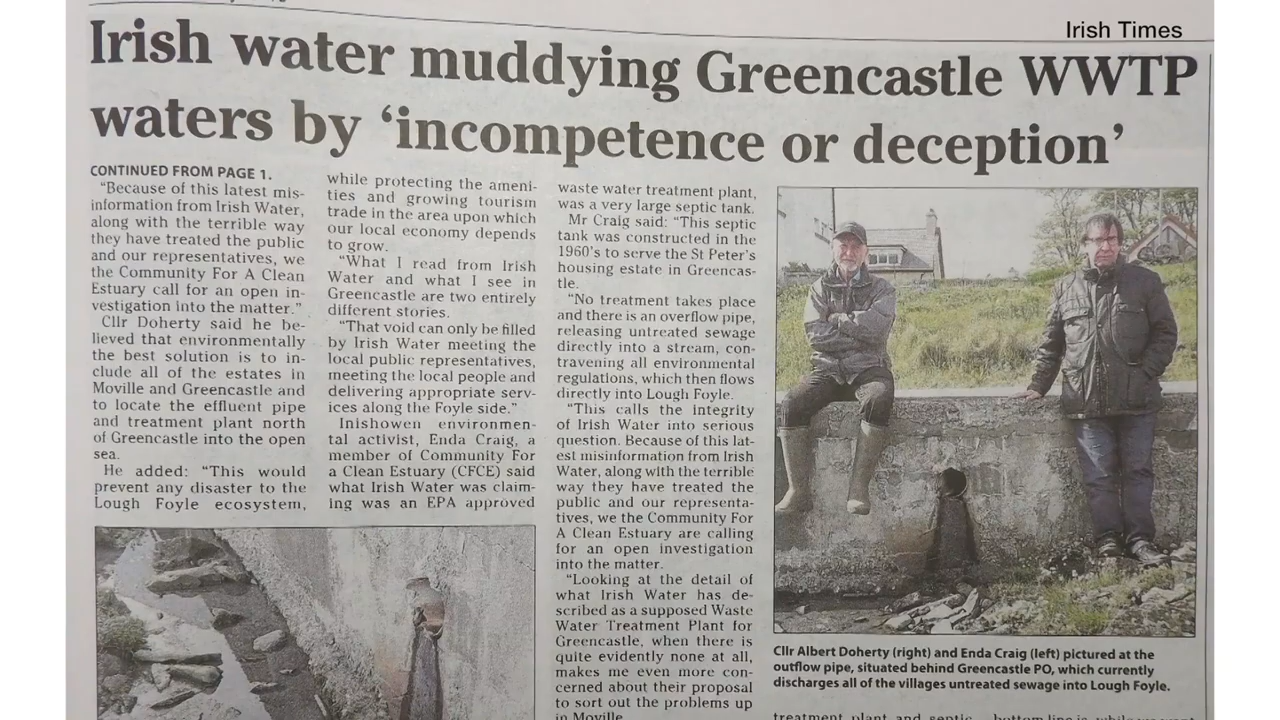 Irish Times
Irish water muddying Greencastle WWTP
waters by ‘incompetence or deception’
CONTINUED FROM PAGE 1.
“Because of this latest mis-
information from Irish Water,
along with the terrible way
they have treated the public
and our representatives, we
the Community For A Clean
Estuary call for an open in-
vestigation into the matter.”
Cllr Doherty said he be-
lieved that environmentally
the best solution is to in-
clude all of the estates in
Moville and Greencastle and
to locate the effluent pipe
and treatment plant north
of Greencastle into the open
sea.
He added: “This would
prevent any disaster to the
Lough Foyle ecosystem,
while protecting the ameni-
ties and growing tourism
trade in the area upon which
our local economy depends
to grow.
“What I read from Irish
Water and what I see in
Greencastle are two entirely
different stories.
“That void can only be filled
by Irish Water meeting the
local public representatives,
meeting the local people and
delivering appropriate serv-
ices along the Foyle side.”
Inishowen environmen-
tal activist, Enda Craig, a
member of Community For
a Clean Estuary (CFCE) said
what Irish Water was claim-
ing was an EPA approved
waste water treatment plant,
was a very large septic tank.
Mr Craig said: “This septic
tank was constructed in the
1960’s to serve the St Peter’s
housing estate in Greencas-
tle.
“No treatment takes place
and there is an overflow pipe,
releasing untreated sewage
directly into a stream, con-
travening all environmental
regulations, which then flows
directly into Lough Foyle.
“This calls the integrity
of Irish Water into serious
question. Because of this lat-
est misinformation from Irish
Water, along with the terrible
way they have treated the
public and our representa-
tives, we the Community For
A Clean Estuary are calling
for an open investigation
into the matter.
“Looking at the detail of
what Irish Water has de-
scribed as a supposed Waste
Water Treatment Plant for
Greencastle, when there is
quite evidently none at all,
makes me even more con-
cerned about their proposal
to sort out the problems up
in Moville.
Cllr Albert Doherty (right) and Enda Craig (left) pictured at the
outflow pipe, situated behind Greencastle PO, which currently
discharges all of the villages untreated sewage into Lough Foyle.
treatment plant and septic
bottom line is, while